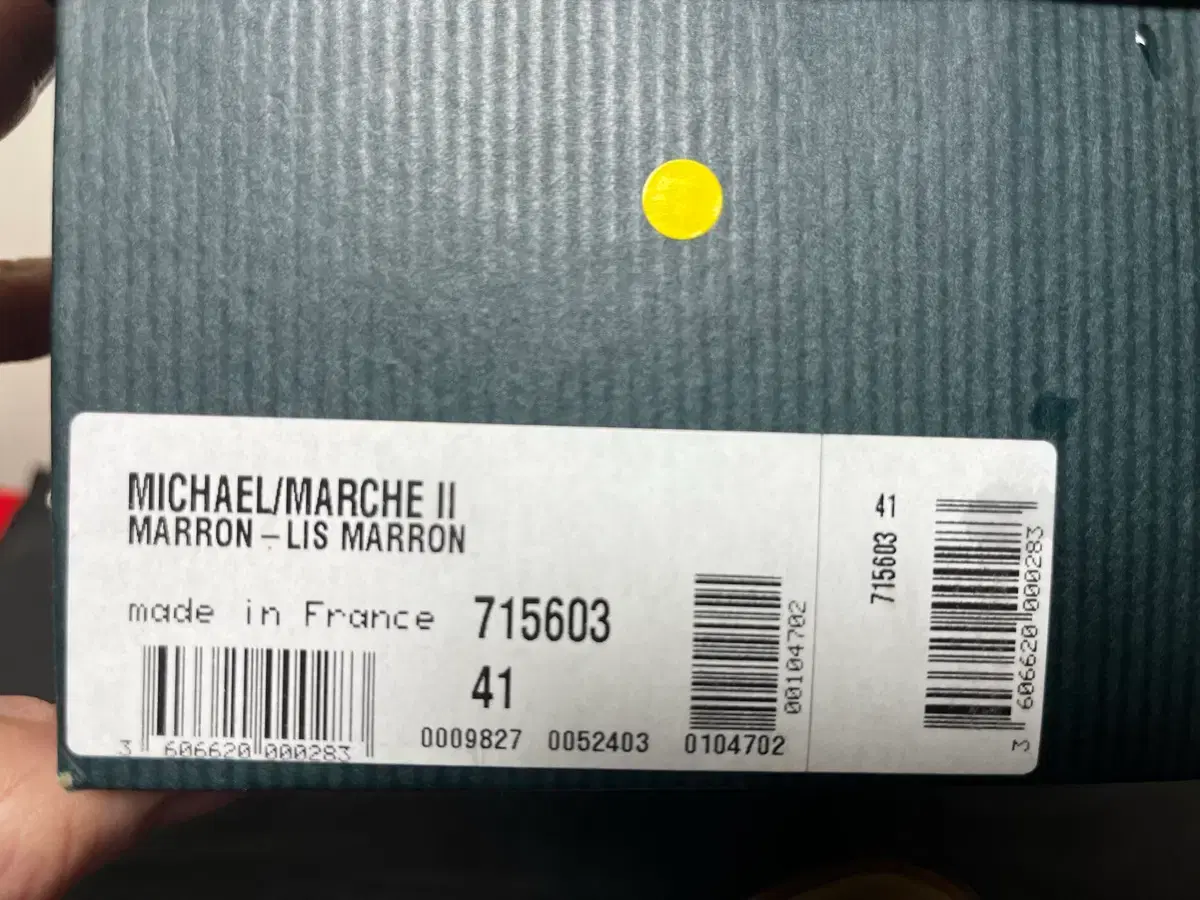 MICHAEL/MARCHE II
MARRON – LIS MARRON
made in France 715603
41
3 606620 000283
0009827 0052403 0104702
00104702
41
715603
3 606620 000283